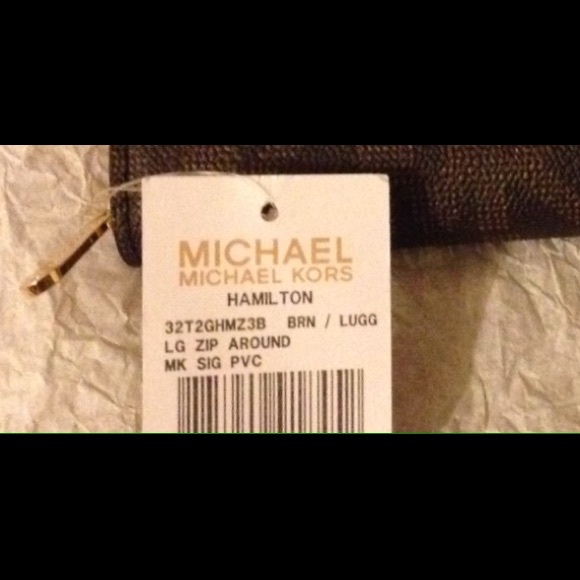 MICHAEL
MICHAEL KORS
HAMILTON
32T2GHMZ3B BRN / LUGG
LG ZIP AROUND
MK SIG PVC